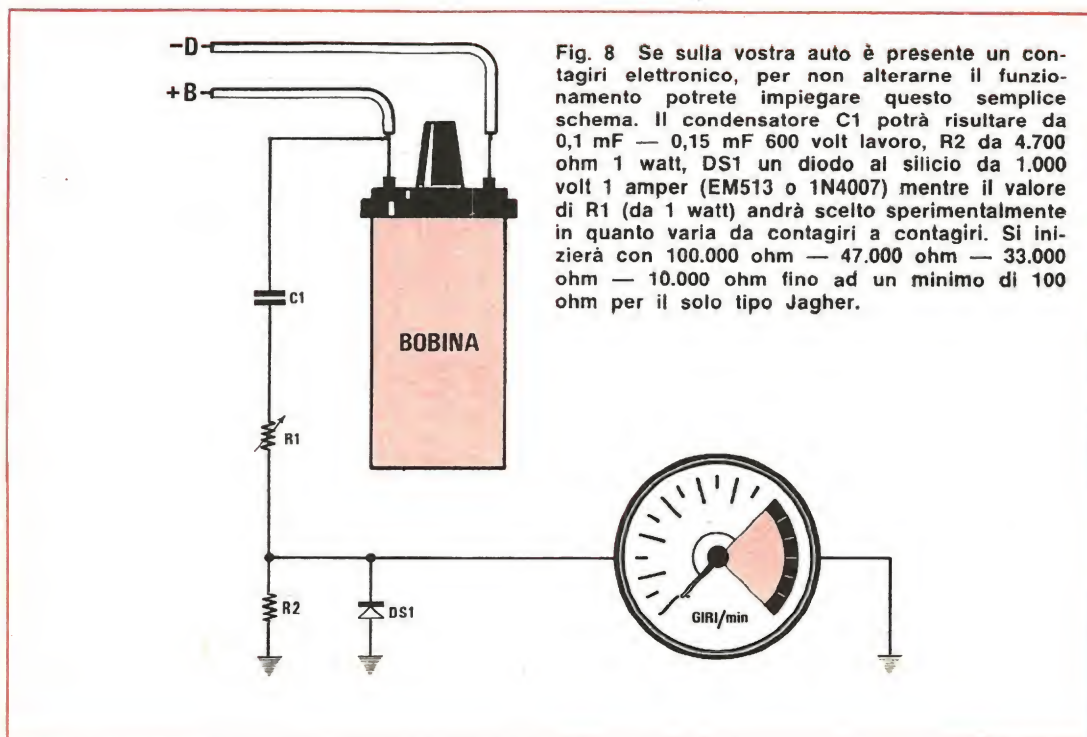 -D
+B
Fig. 8 Se sulla vostra auto è presente un con-
tagiri elettronico, per non alterarne il funzio-
namento potrete impiegare questo semplice
schema. Il condensatore C1 potrà risultare da
0,1 mF — 0,15 mF 600 volt lavoro, R2 da 4.700
ohm 1 watt, DS1 un diodo al silicio da 1.000
volt 1 amper (EM513 o 1N4007) mentre il valore
di R1 (da 1 watt) andrà scelto sperimentalmente
in quanto varia da contagiri a contagiri. Si ini-
zierà con 100.000 ohm — 47.000 ohm — 33.000
ohm — 10.000 ohm fino ad un minimo di 100
ohm per il solo tipo Jagher.
C1
BOBINA
R1
R2
DS1
GIRI/min